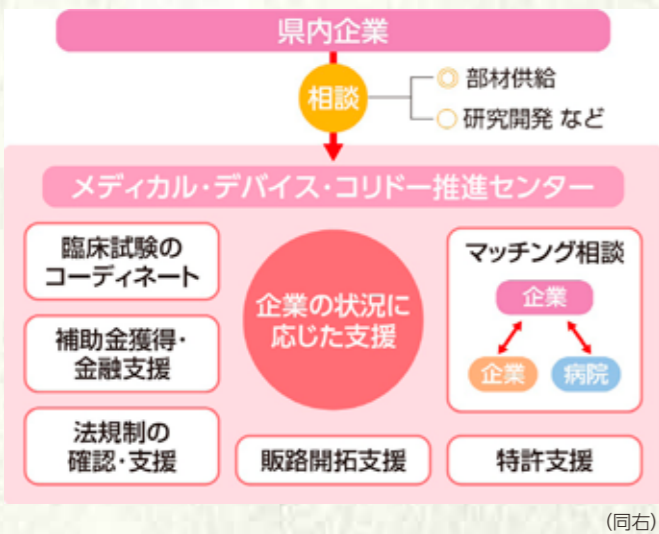 県内企業
相談
◎部材供給
○研究開発 など
メディカル・デバイス・コリドー推進センター
臨床試験の
コーディネート
補助金獲得・
金融支援
法規制の
確認・支援
企業の状況に
応じた支援
マッチング相談
企業
企業
病院
販路開拓支援
特許支援
(同右)